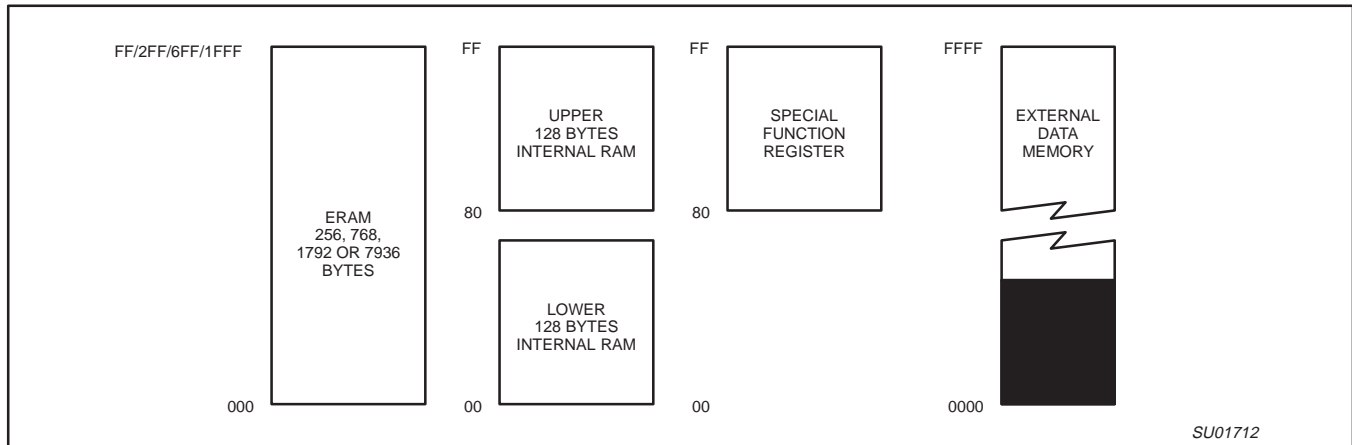 FF/2FF/6FF/1FFF
FF
FF
FFFF
UPPER
128 BYTES
INTERNAL RAM
SPECIAL
FUNCTION
REGISTER
EXTERNAL
DATA
MEMORY
80
80
ERAM
256, 768,
1792 OR 7936
BYTES
LOWER
128 BYTES
INTERNAL RAM
000
00
00
0000
SU01712